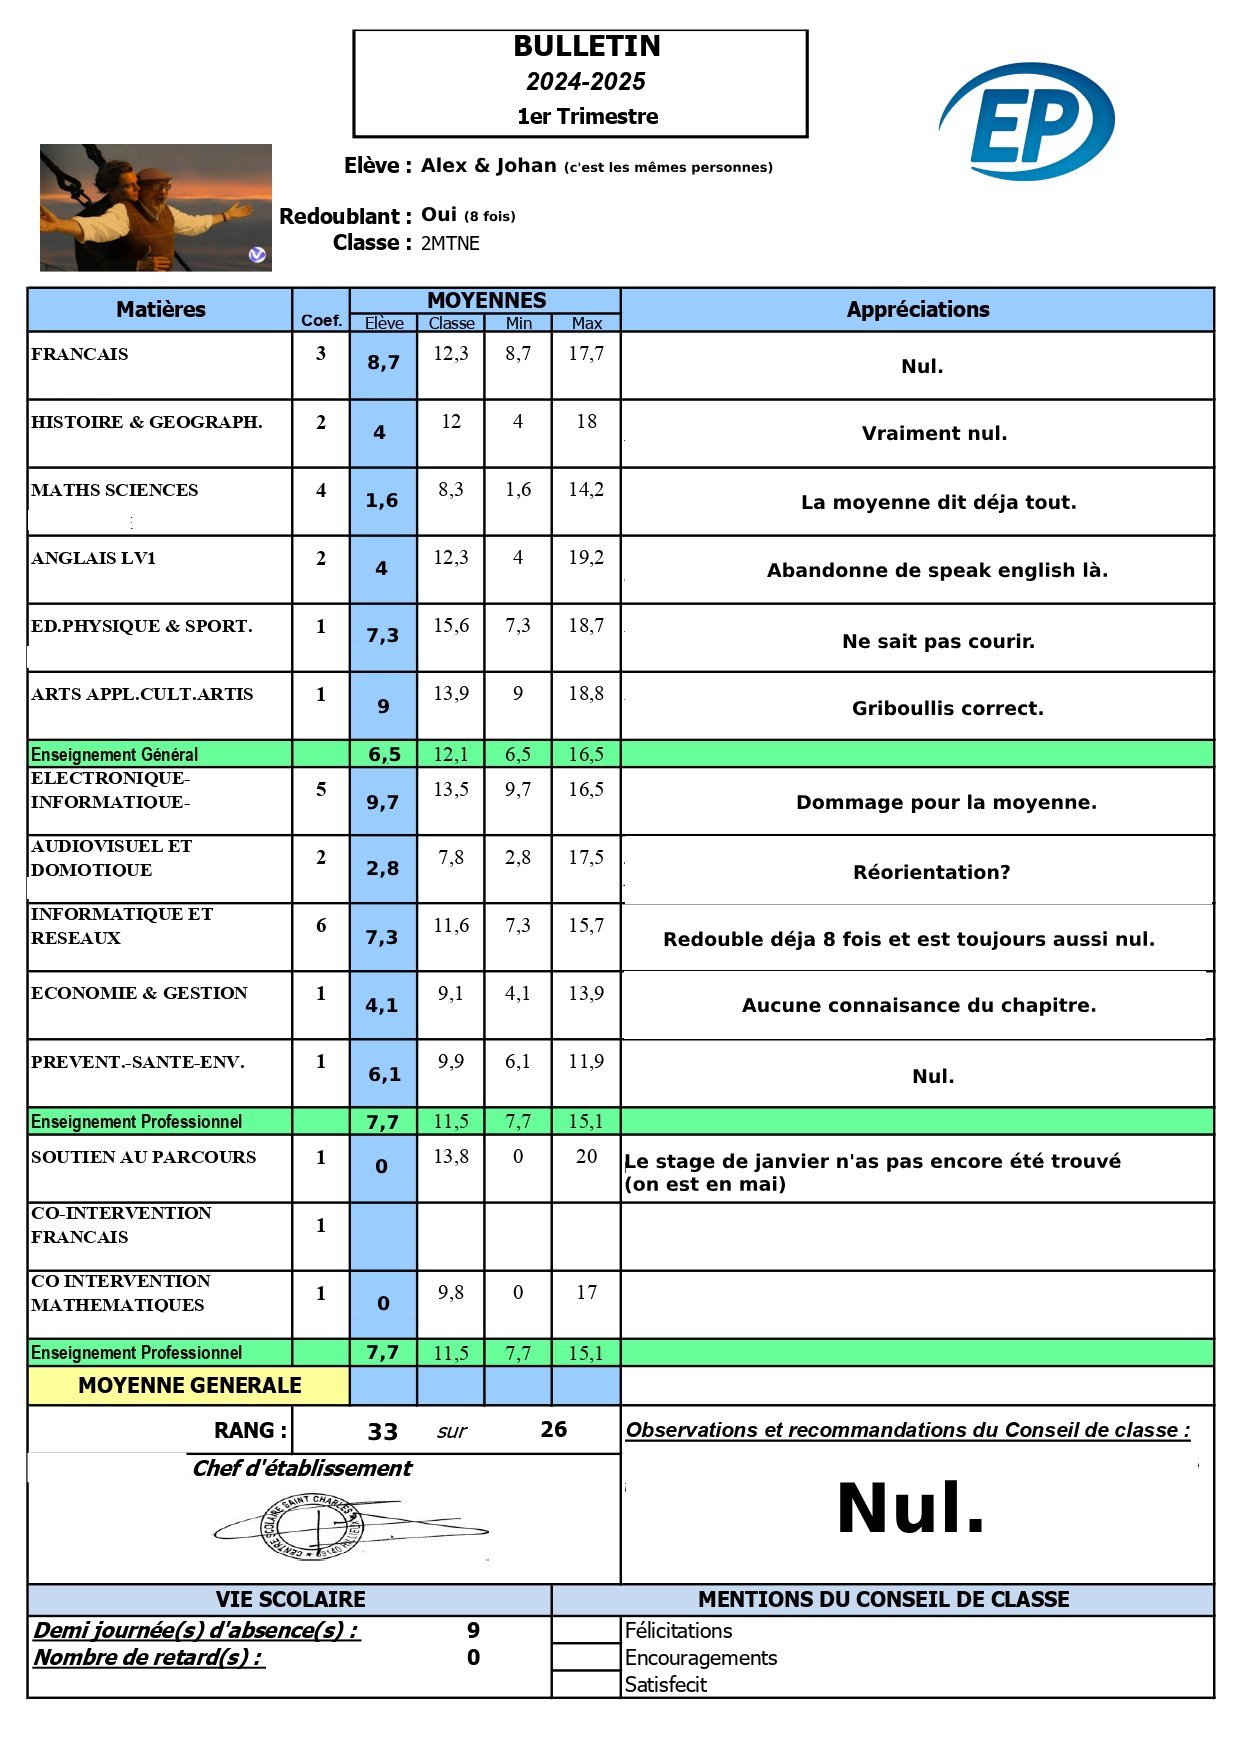 BULLETIN
2024-2025
1er Trimestre
EP
Elève : Alex & Johan (c'est les mêmes personnes)
Redoublant : Oui (8 fois)
Classe : 2MTNE
Matières Coef. MOYENNES Appréciations
Elève Classe Min Max
FRANCAIS 3 8,7 12,3 8,7 17,7 Nul.
HISTOIRE & GEOGRAPH. 2 4 12 4 18 Vraiment nul.
MATHS SCIENCES 4 1,6 8,3 1,6 14,2 La moyenne dit déja tout.
ANGLAIS LV1 2 4 12,3 4 19,2 Abandonne de speak english là.
ED.PHYSIQUE & SPORT. 1 7,3 15,6 7,3 18,7 Ne sait pas courir.
ARTS APPL.CULT.ARTIS 1 9 13,9 9 18,8 Griboullis correct.
Enseignement Général 6,5 12,1 6,5 16,5
ELECTRONIQUE-
INFORMATIQUE- 5 9,7 13,5 9,7 16,5 Dommage pour la moyenne.
AUDIOVISUEL ET
DOMOTIQUE 2 2,8 7,8 2,8 17,5 Réorientation?
INFORMATIQUE ET
RESEAUX 6 7,3 11,6 7,3 15,7 Redouble déja 8 fois et est toujours aussi nul.
ECONOMIE & GESTION 1 4,1 9,1 4,1 13,9 Aucune connaisance du chapitre.
PREVENT.-SANTE-ENV. 1 6,1 9,9 6,1 11,9 Nul.
Enseignement Professionnel 7,7 11,5 7,7 15,1
SOUTIEN AU PARCOURS 1 0 13,8 0 20 Le stage de janvier n'as pas encore été trouvé
(on est en mai)
CO-INTERVENTION
FRANCAIS 1
CO INTERVENTION
MATHEMATIQUES 1 0 9,8 0 17
Enseignement Professionnel 7,7 11,5 7,7 15,1
MOYENNE GENERALE
RANG : 33 sur 26 Observations et recommandations du Conseil de classe :
Chef d'établissement
CENTRE SCOLAIRE SAINT CHARLES
Nul.
VIE SCOLAIRE MENTIONS DU CONSEIL DE CLASSE
Demi journée(s) d'absence(s) : 9 Félicitations
Nombre de retard(s) : 0 Encouragements
Satisfecit